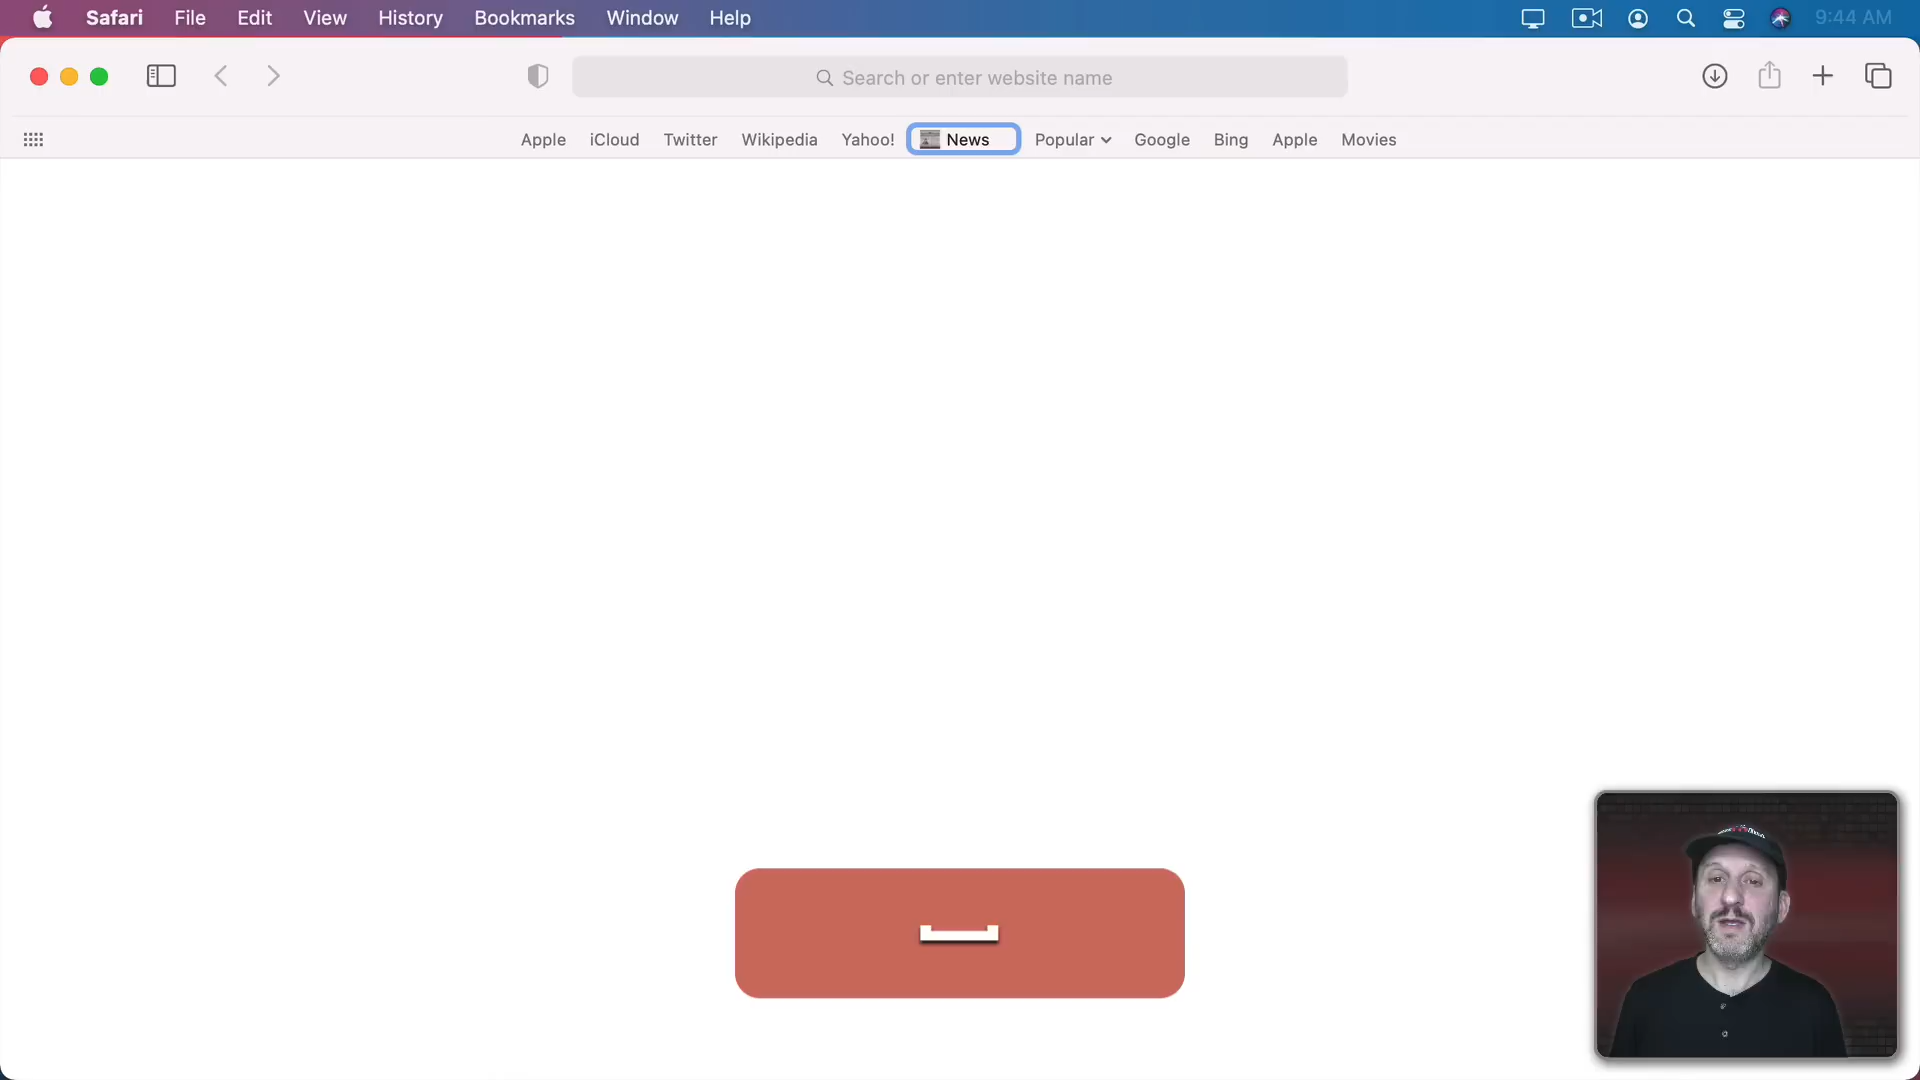 Safari File Edit View History Bookmarks Window Help 9:44 AM
Search or enter website name
Apple iCloud Twitter Wikipedia Yahoo! News Popular Google Bing Apple Movies